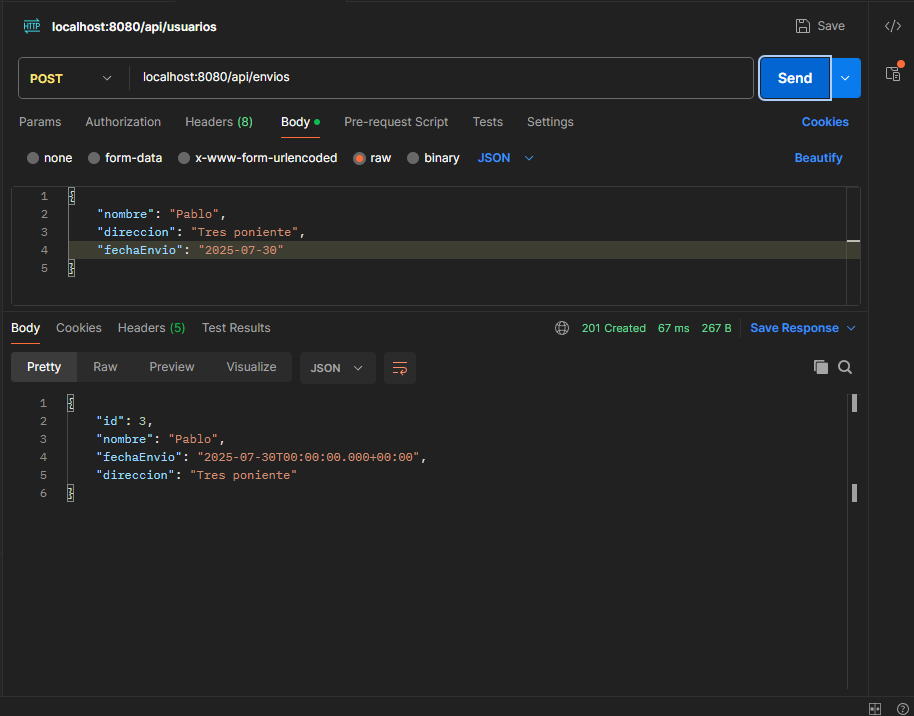 HTTP localhost:8080/api/usuarios Save
POST localhost:8080/api/envios Send
Params Authorization Headers (8) Body Pre-request Script Tests Settings Cookies
none form-data x-www-form-urlencoded raw binary JSON Beautify
1 {
2 "nombre": "Pablo",
3 "direccion": "Tres poniente",
4 "fechaEnvio": "2025-07-30"
5 }
Body Cookies Headers (5) Test Results 201 Created 67 ms 267 B Save Response
Pretty Raw Preview Visualize JSON
1 {
2 "id": 3,
3 "nombre": "Pablo",
4 "fechaEnvio": "2025-07-30T00:00:00.000+00:00",
5 "direccion": "Tres poniente"
6 }